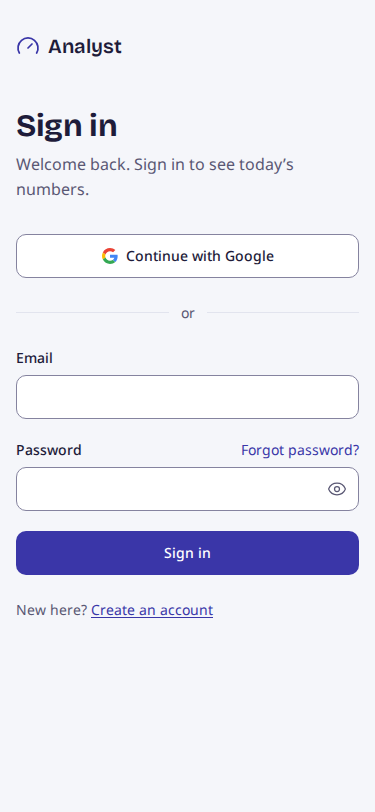 Analyst
Sign in
Welcome back. Sign in to see today’s
numbers.
Continue with Google
or
Email
Password
Forgot password?
Sign in
New here? Create an account